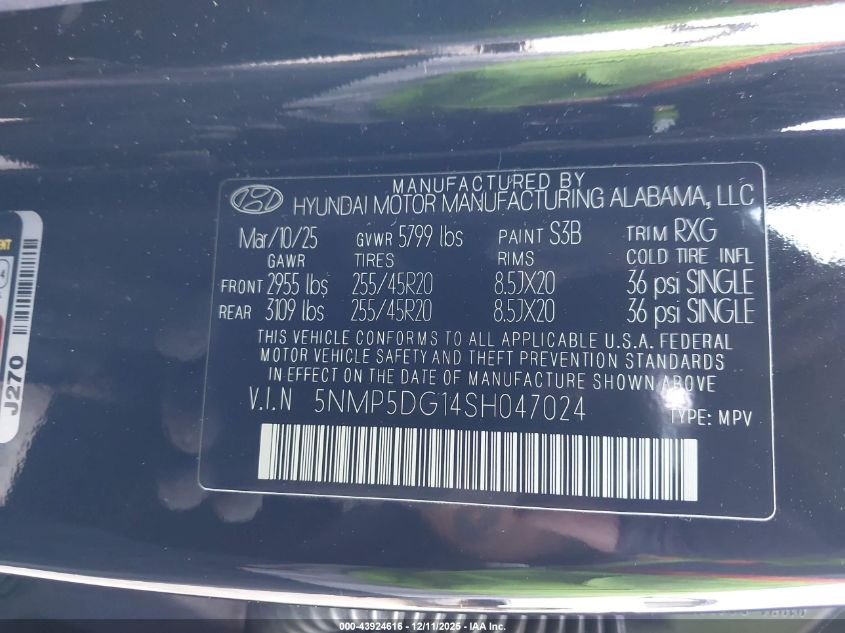 MANUFACTURED BY
HYUNDAI MOTOR MANUFACTURING ALABAMA, LLC
Mar/10/25 GVWR 5799 lbs PAINT S3B TRIM RXG
GAWR TIRES RIMS COLD TIRE INFL
FRONT 2955 lbs 255/45R20 8.5JX20 36 psi SINGLE
REAR 3109 lbs 255/45R20 8.5JX20 36 psi SINGLE
THIS VEHICLE CONFORMS TO ALL APPLICABLE U.S.A. FEDERAL
MOTOR VEHICLE SAFETY AND THEFT PREVENTION STANDARDS
IN EFFECT ON THE DATE OF MANUFACTURE SHOWN ABOVE
V.I.N 5NMP5DG14SH047024 TYPE: MPV
J270
000-43924616 - 12/11/2025 - IAA Inc.